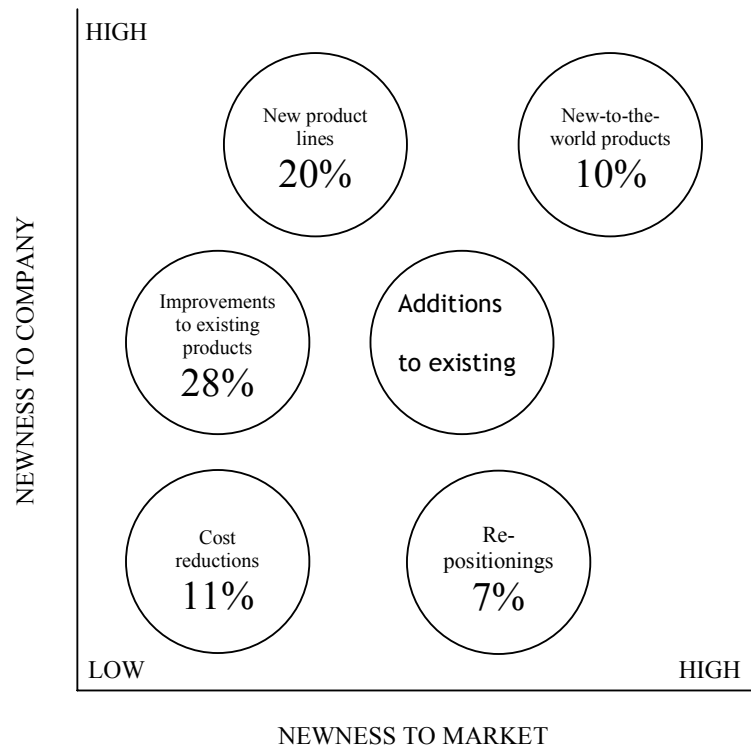 HIGH
New product
lines
20%
New-to-the-
world products
10%
NEWNESS TO COMPANY
Improvements
to existing
products
28%
Additions
to existing
Cost
reductions
11%
Re-
positionings
7%
LOW
HIGH
NEWNESS TO MARKET